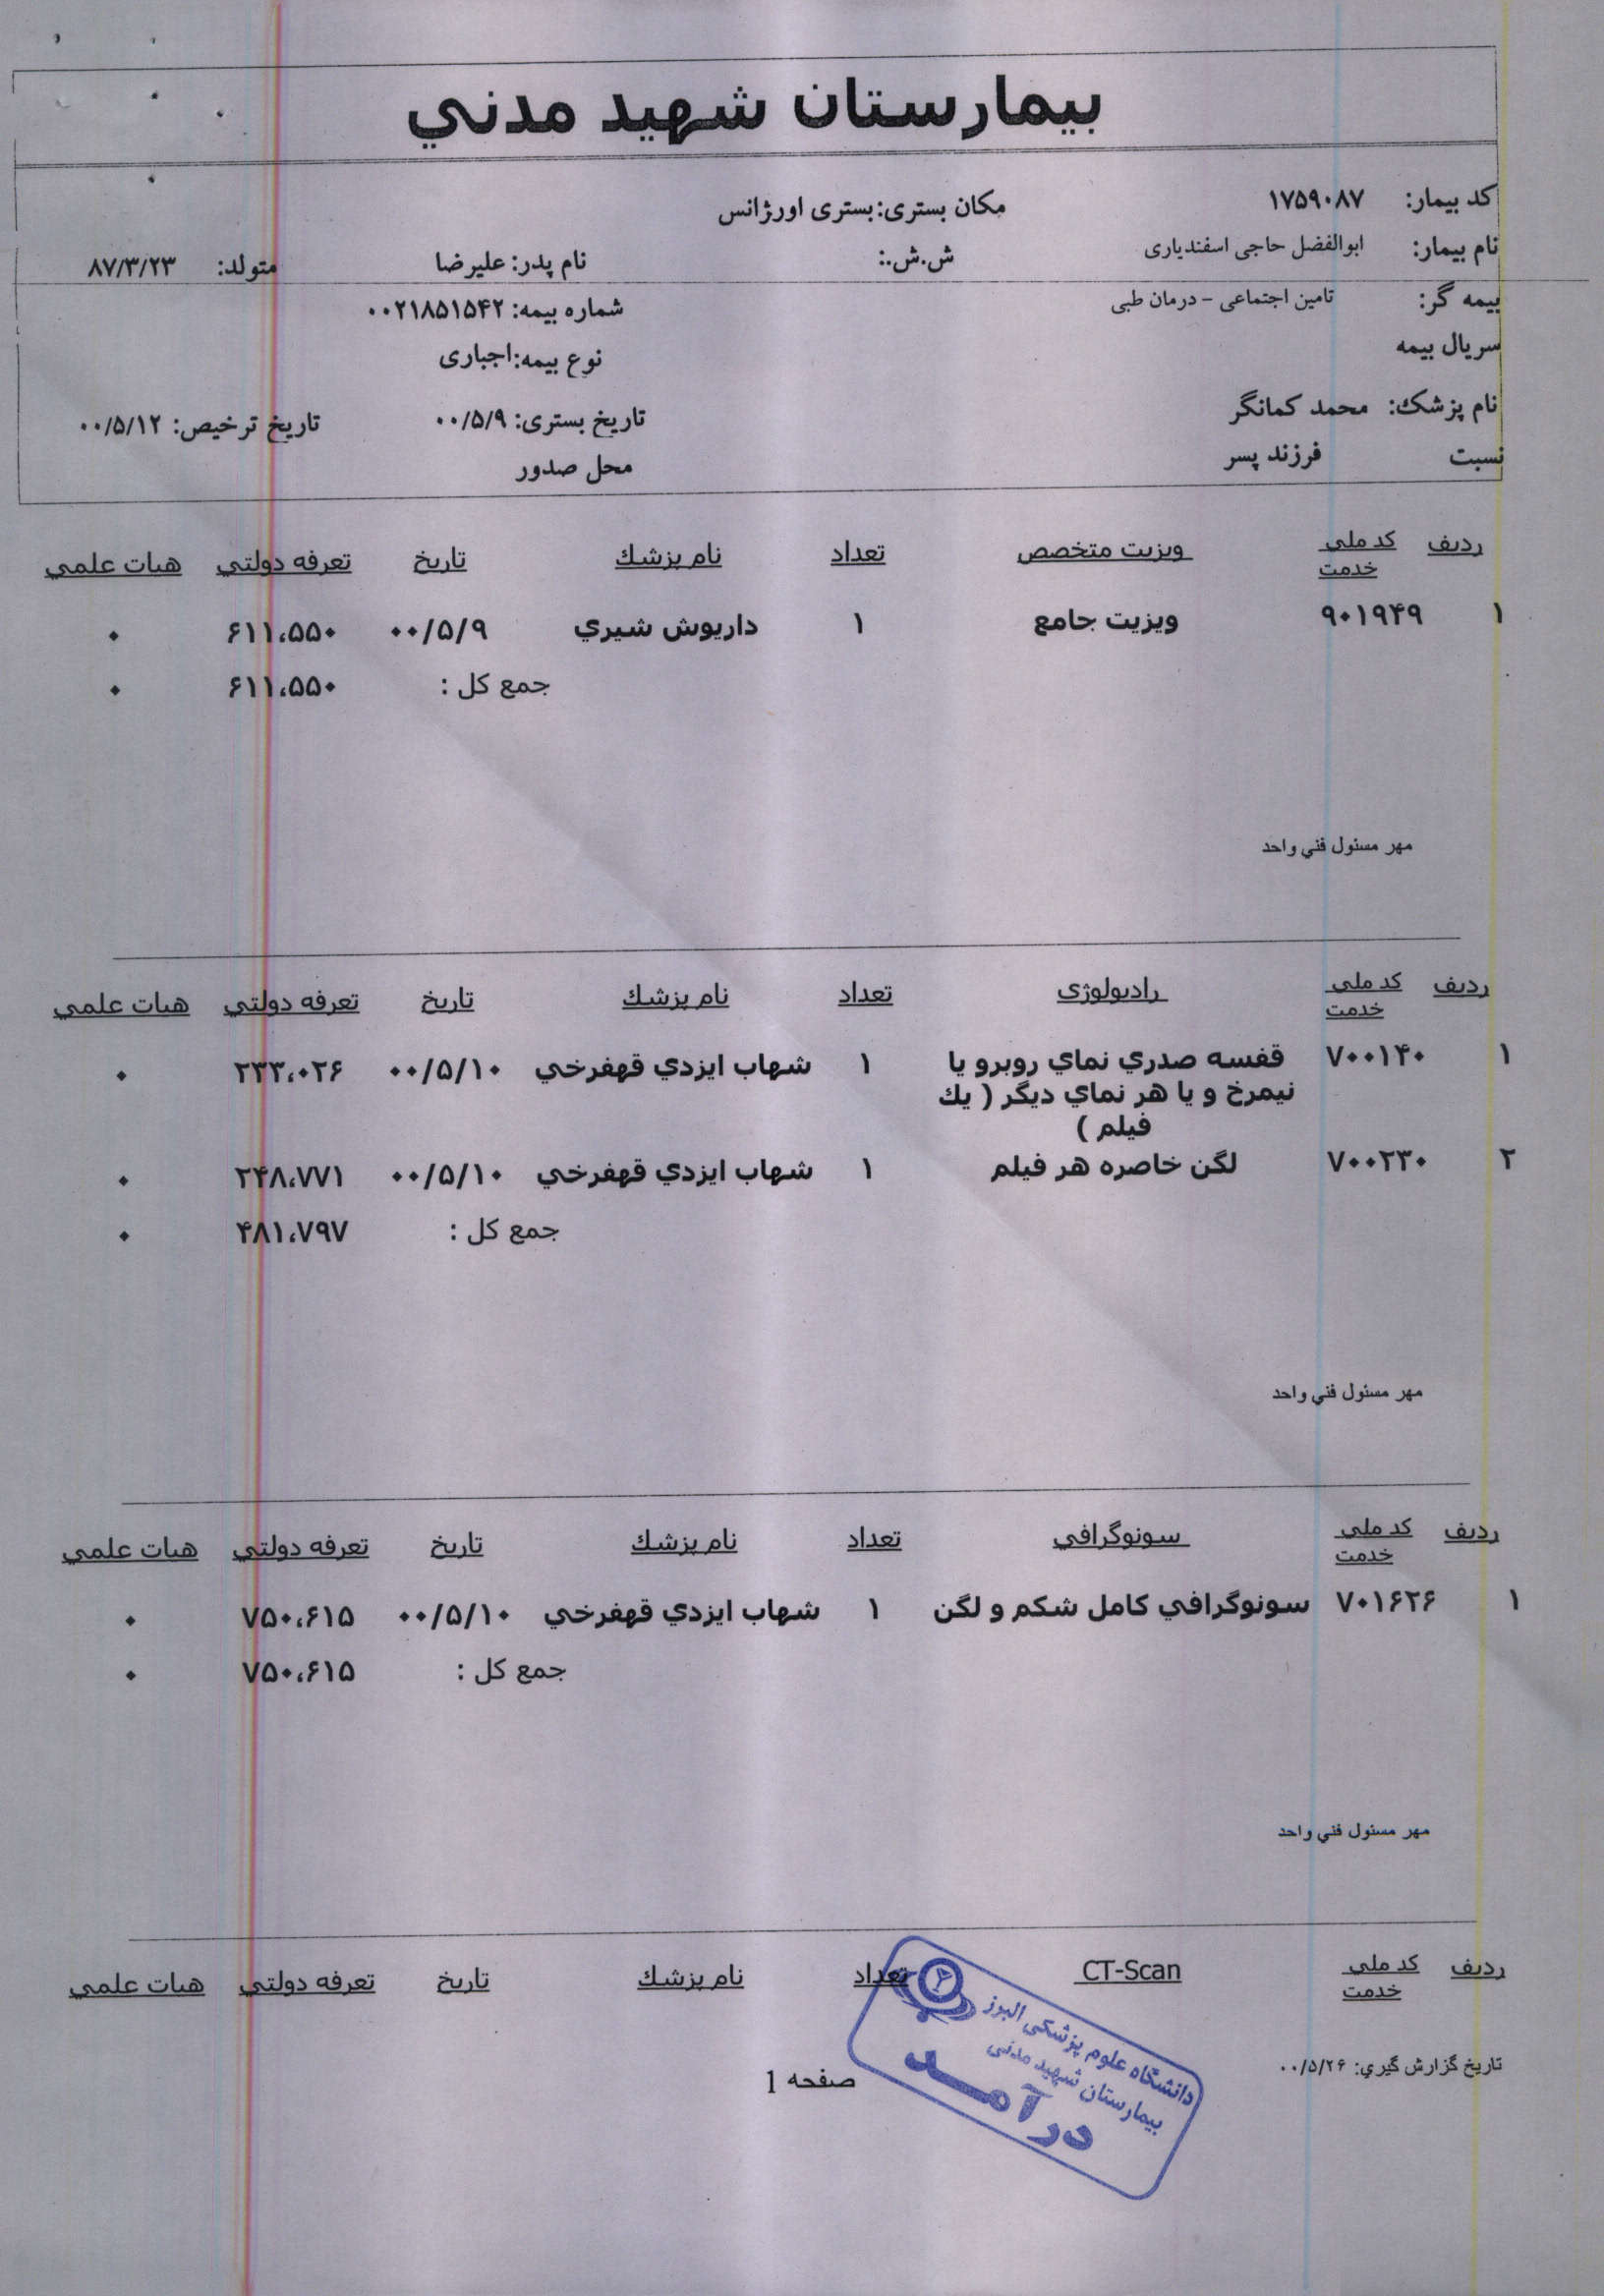 بيمارستان شهيد مدني
کد بیمار: ۱۷۵۹۰۸۷ مکان بستری: بستری اورژانس
نام بیمار: ابوالفضل حاجی اسفندیاری ش.ش.: نام پدر: علیرضا متولد: ۸۷/۳/۲۳
بیمه گر: تامین اجتماعی - درمان طبی شماره بیمه: ۰۰۲۱۸۵۱۵۴۲
سریال بیمه نوع بیمه: اجباری
نام پزشک: محمد کمانگر تاریخ بستری: ۰۰/۵/۹ تاریخ ترخیص: ۰۰/۵/۱۲
نسبت فرزند پسر محل صدور
رديف کد ملی خدمت ويزيت متخصص تعداد نام پزشك تاريخ تعرفه دولتي هيات علمي
۱ ۹۰۱۹۴۹ ويزيت جامع ۱ داريوش شيري ۰۰/۵/۹ ۶۱۱،۵۵۰ ۰
جمع کل : ۶۱۱،۵۵۰ ۰
مهر مسئول فني واحد
رديف کد ملی خدمت راديولوژی تعداد نام پزشك تاريخ تعرفه دولتي هيات علمي
۱ ۷۰۰۱۴۰ قفسه صدري نماي روبرو يا ۱ شهاب ايزدي قهفرخي ۰۰/۵/۱۰ ۲۳۳،۰۲۶ ۰
نيمرخ و يا هر نماي ديگر ( يك
فيلم )
۲ ۷۰۰۲۳۰ لگن خاصره هر فيلم ۱ شهاب ايزدي قهفرخي ۰۰/۵/۱۰ ۲۴۸،۷۷۱ ۰
جمع کل : ۴۸۱،۷۹۷ ۰
مهر مسئول فني واحد
رديف کد ملی خدمت سونوگرافي تعداد نام پزشك تاريخ تعرفه دولتي هيات علمي
۱ ۷۰۱۶۲۶ سونوگرافي کامل شکم و لگن ۱ شهاب ايزدي قهفرخي ۰۰/۵/۱۰ ۷۵۰،۶۱۵ ۰
جمع کل : ۷۵۰،۶۱۵ ۰
مهر مسئول فني واحد
رديف کد ملی خدمت CT-Scan تعداد نام پزشك تاريخ تعرفه دولتي هيات علمي
دانشگاه علوم پزشکی البرز
بیمارستان شهید مدنی
درآمد
تاريخ گزارش گيري: ۰۰/۵/۲۶ صفحه 1